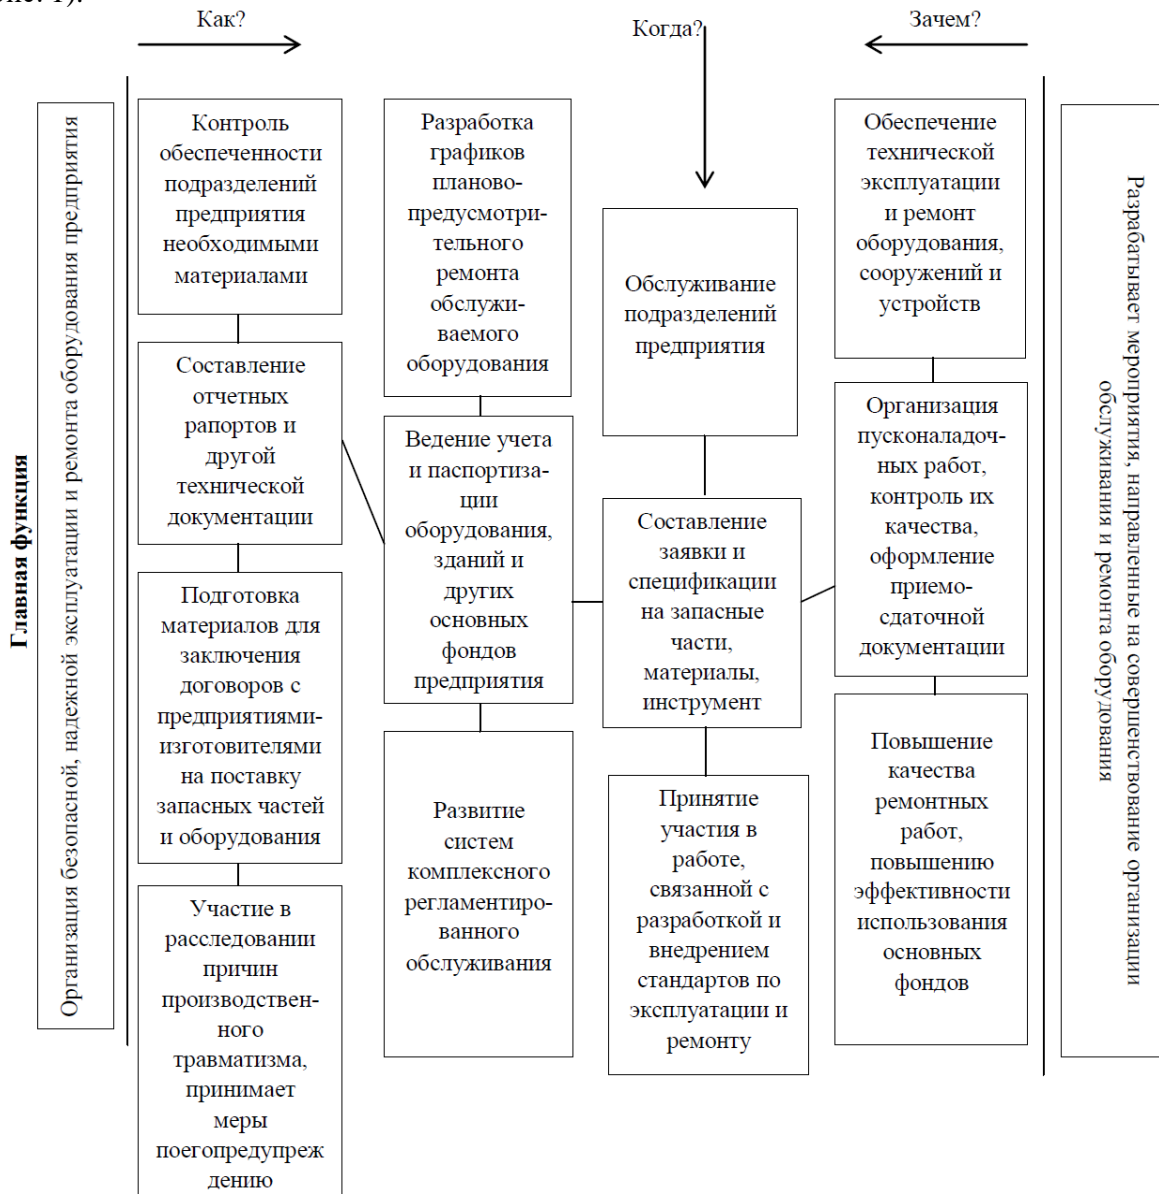 рис. 1).
Как?
Когда?
Зачем?
Главная функция
Организация безопасной, надежной эксплуатации и ремонта оборудования предприятия
Контроль
обеспеченности
подразделений
предприятия
необходимыми
материалами
Составление
отчетных
рапортов и
другой
технической
документации
Подготовка
материалов для
заключения
договоров с
предприятиями-
изготовителями
на поставку
запасных частей
и оборудования
Участие в
расследовании
причин
производствен-
ного
травматизма,
принимает
меры
поегопредупреж
дению
Разработка
графиков
планово-
предусмотри-
тельного
ремонта
обслужи-
ваемого
оборудования
Ведение учета
и паспортиза-
ции
оборудования,
зданий и
других
основных
фондов
предприятия
Развитие
систем
комплексного
регламентиро-
ванного
обслуживания
Обслуживание
подразделений
предприятия
Составление
заявки и
спецификации
на запасные
части,
материалы,
инструмент
Принятие
участия в
работе,
связанной с
разработкой и
внедрением
стандартов по
эксплуатации и
ремонту
Обеспечение
технической
эксплуатации
и ремонт
оборудования,
сооружений и
устройств
Организация
пусконаладоч-
ных работ,
контроль их
качества,
оформление
приемо-
сдаточной
документации
Повышение
качества
ремонтных
работ,
повышению
эффективности
использования
основных
фондов
Разрабатывает мероприятия, направленные на совершенствование организации
обслуживания и ремонта оборудования